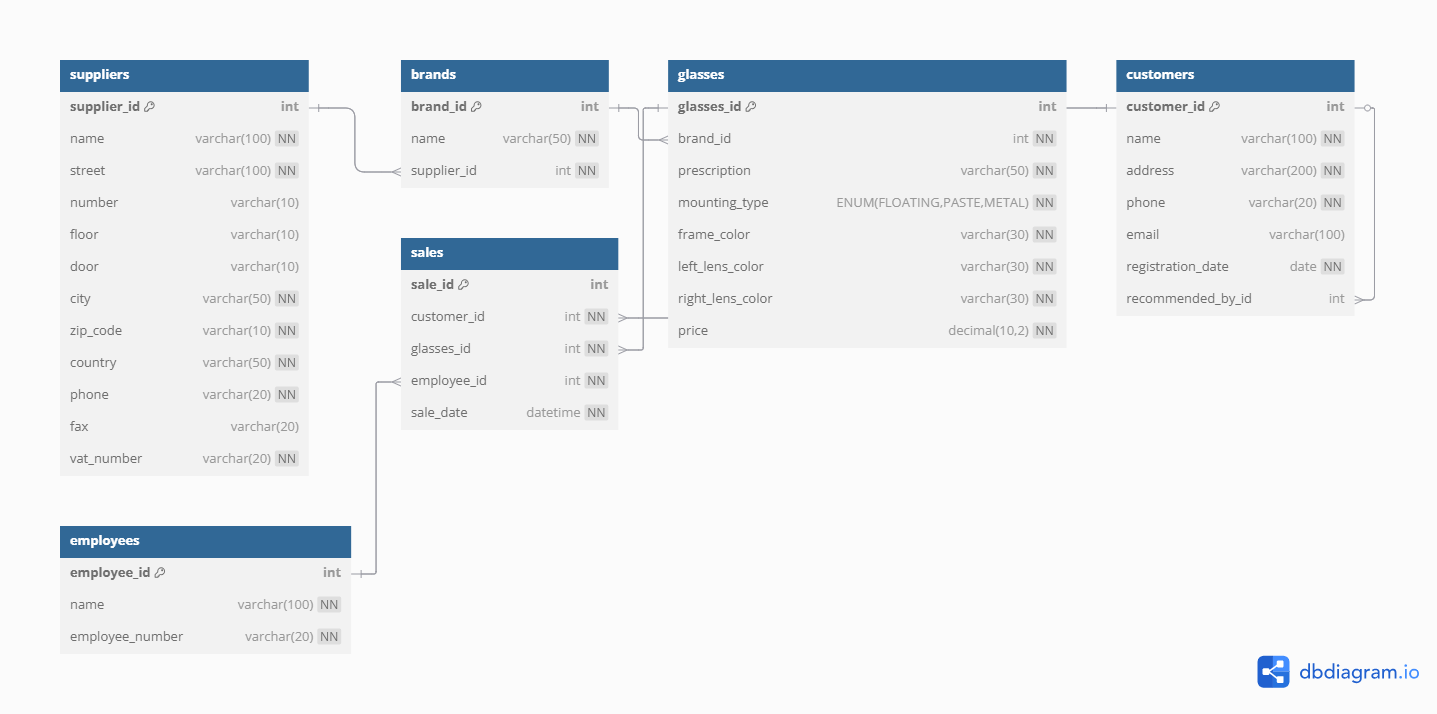 suppliers
supplier_id int
name varchar(100) NN
street varchar(100) NN
number varchar(10)
floor varchar(10)
door varchar(10)
city varchar(50) NN
zip_code varchar(10) NN
country varchar(50) NN
phone varchar(20) NN
fax varchar(20)
vat_number varchar(20) NN
brands
brand_id int
name varchar(50) NN
supplier_id int NN
glasses
glasses_id int
brand_id int NN
prescription varchar(50) NN
mounting_type ENUM(FLOATING,PASTE,METAL) NN
frame_color varchar(30) NN
left_lens_color varchar(30) NN
right_lens_color varchar(30) NN
price decimal(10,2) NN
customers
customer_id int
name varchar(100) NN
address varchar(200) NN
phone varchar(20) NN
email varchar(100)
registration_date date NN
recommended_by_id int
sales
sale_id int
customer_id int NN
glasses_id int NN
employee_id int NN
sale_date datetime NN
employees
employee_id int
name varchar(100) NN
employee_number varchar(20) NN
dbdiagram.io